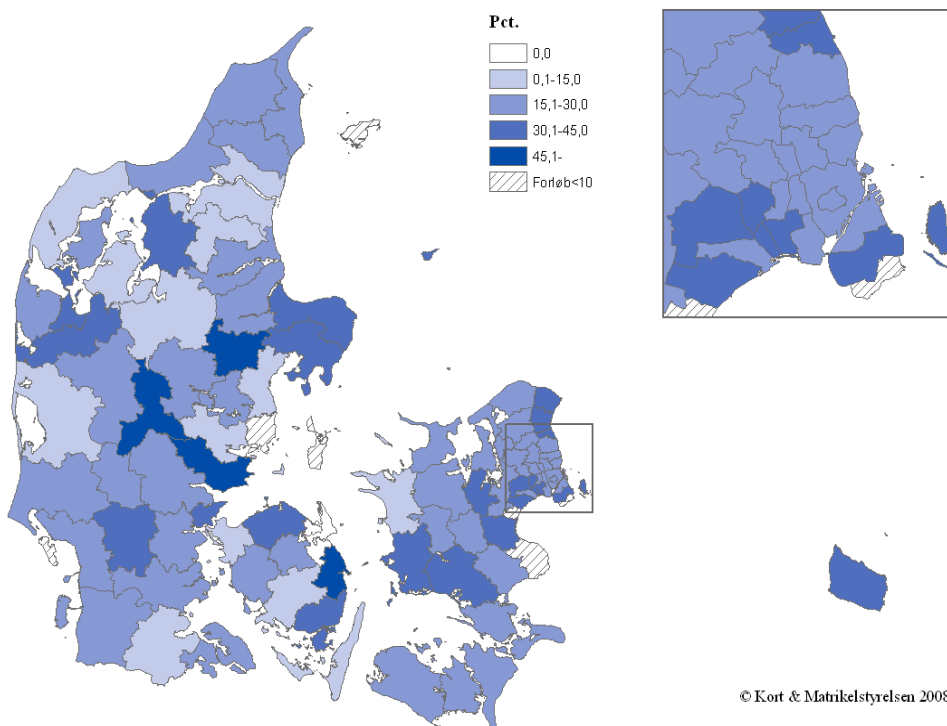 Pct.
0,0
0,1-15,0
15,1-30,0
30,1-45,0
45,1-
Forløb<10
© Kort & Matrikelstyrelsen 2008